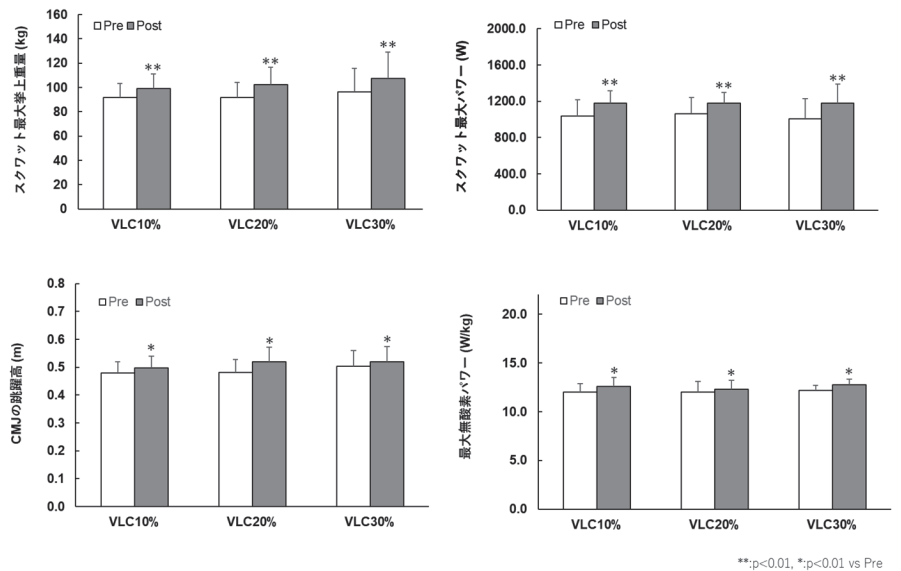 スクワット最大挙上重量 (kg)
160
140
120
100
80
60
40
20
0
Pre Post
** ** **
VLC10% VLC20% VLC30%
スクワット最大パワー (W)
2000.0
1600.0
1200.0
800.0
400.0
0.0
Pre Post
** ** **
VLC10% VLC20% VLC30%
CMJの跳躍高 (m)
0.8
0.7
0.6
0.5
0.4
0.3
0.2
0.1
0.0
Pre Post
* * *
VLC10% VLC20% VLC30%
最大無酸素パワー (W/kg)
20.0
15.0
10.0
5.0
0.0
Pre Post
* * *
VLC10% VLC20% VLC30%
**:p<0.01, *:p<0.01 vs Pre